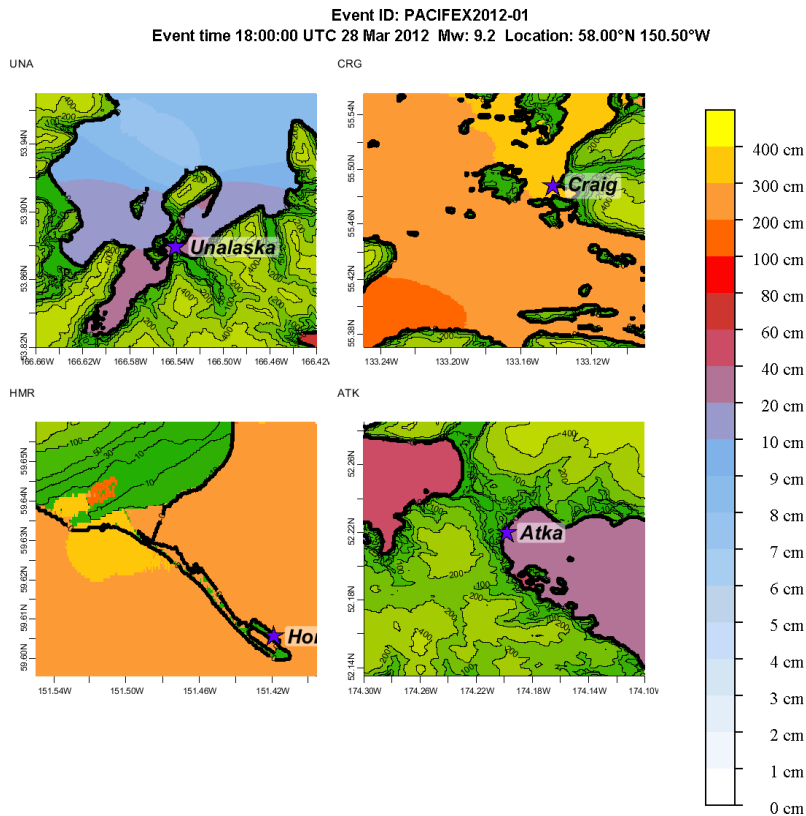 Event ID: PACIFEX2012-01
Event time 18:00:00 UTC 28 Mar 2012 Mw: 9.2 Location: 58.00°N 150.50°W
UNA
CRG
53.94N
53.90N
53.86N
53.82N
Unalaska
166.66W
166.62W
166.58W
166.54W
166.50W
166.46W
166.42W
55.54N
55.50N
55.46N
55.42N
55.38N
Craig
133.24W
133.20W
133.16W
133.12W
HMR
ATK
59.65N
59.64N
59.63N
59.62N
59.61N
59.60N
Hor
151.54W
151.50W
151.46W
151.42W
52.26N
52.22N
52.18N
52.14N
Atka
174.30W
174.26W
174.22W
174.18W
174.14W
174.10W
400 cm
300 cm
200 cm
100 cm
80 cm
60 cm
40 cm
20 cm
10 cm
9 cm
8 cm
7 cm
6 cm
5 cm
4 cm
3 cm
2 cm
1 cm
0 cm